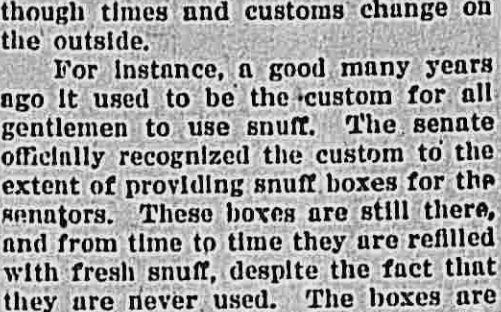 though times and customs change on
the outside.
For instance, a good many years
ago it used to be the custom for all
gentlemen to use snuff. The senate
officially recognized the custom to the
extent of providing snuff boxes for the
senators. These boxes are still there,
and from time to time they are refilled
with fresh snuff, despite the fact that
they are never used. The boxes are